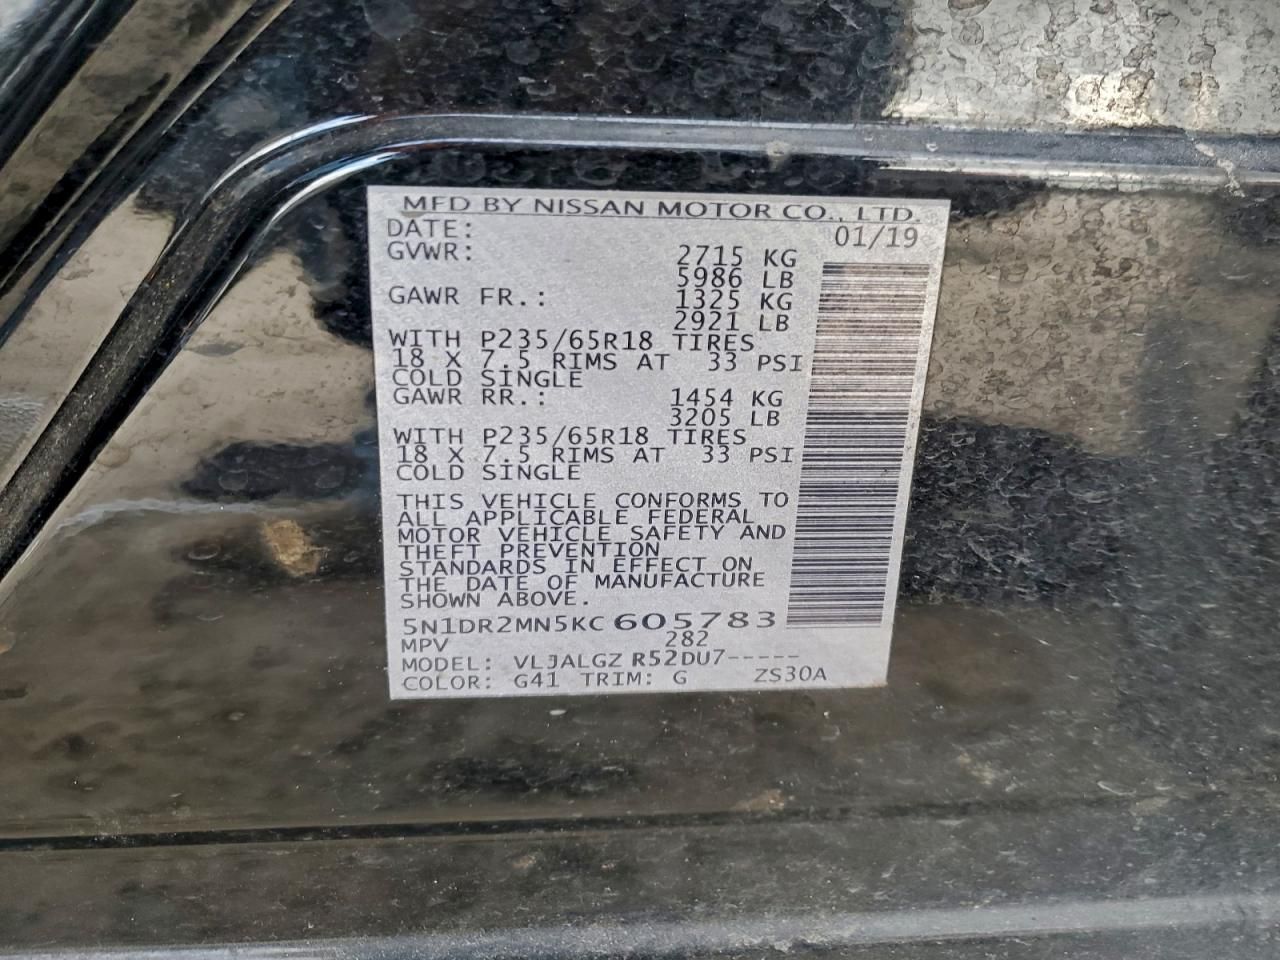 MFD BY NISSAN MOTOR CO., LTD.
DATE: 01/19
GVWR: 2715 KG
5986 LB
GAWR FR.: 1325 KG
2921 LB
WITH P235/65R18 TIRES
18 X 7.5 RIMS AT 33 PSI
COLD SINGLE
GAWR RR.: 1454 KG
3205 LB
WITH P235/65R18 TIRES
18 X 7.5 RIMS AT 33 PSI
COLD SINGLE
THIS VEHICLE CONFORMS TO
ALL APPLICABLE FEDERAL
MOTOR VEHICLE SAFETY AND
THEFT PREVENTION
STANDARDS IN EFFECT ON
THE DATE OF MANUFACTURE
SHOWN ABOVE.
5N1DR2MN5KC605783
MPV 282
MODEL: VLJALGZ R52DU7-----
COLOR: G41 TRIM: G ZS30A